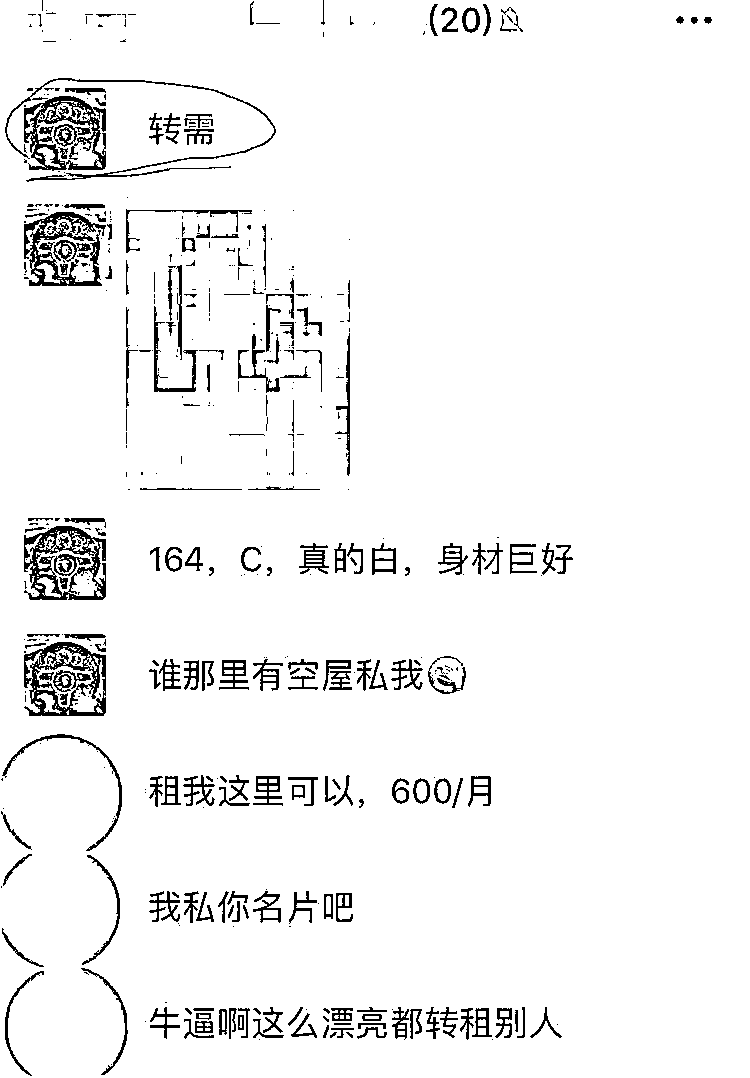 (20)
转需
164，C，真的白，身材巨好
谁那里有空屋私我
租我这里可以，600/月
我私你名片吧
牛逼啊这么漂亮都转租别人